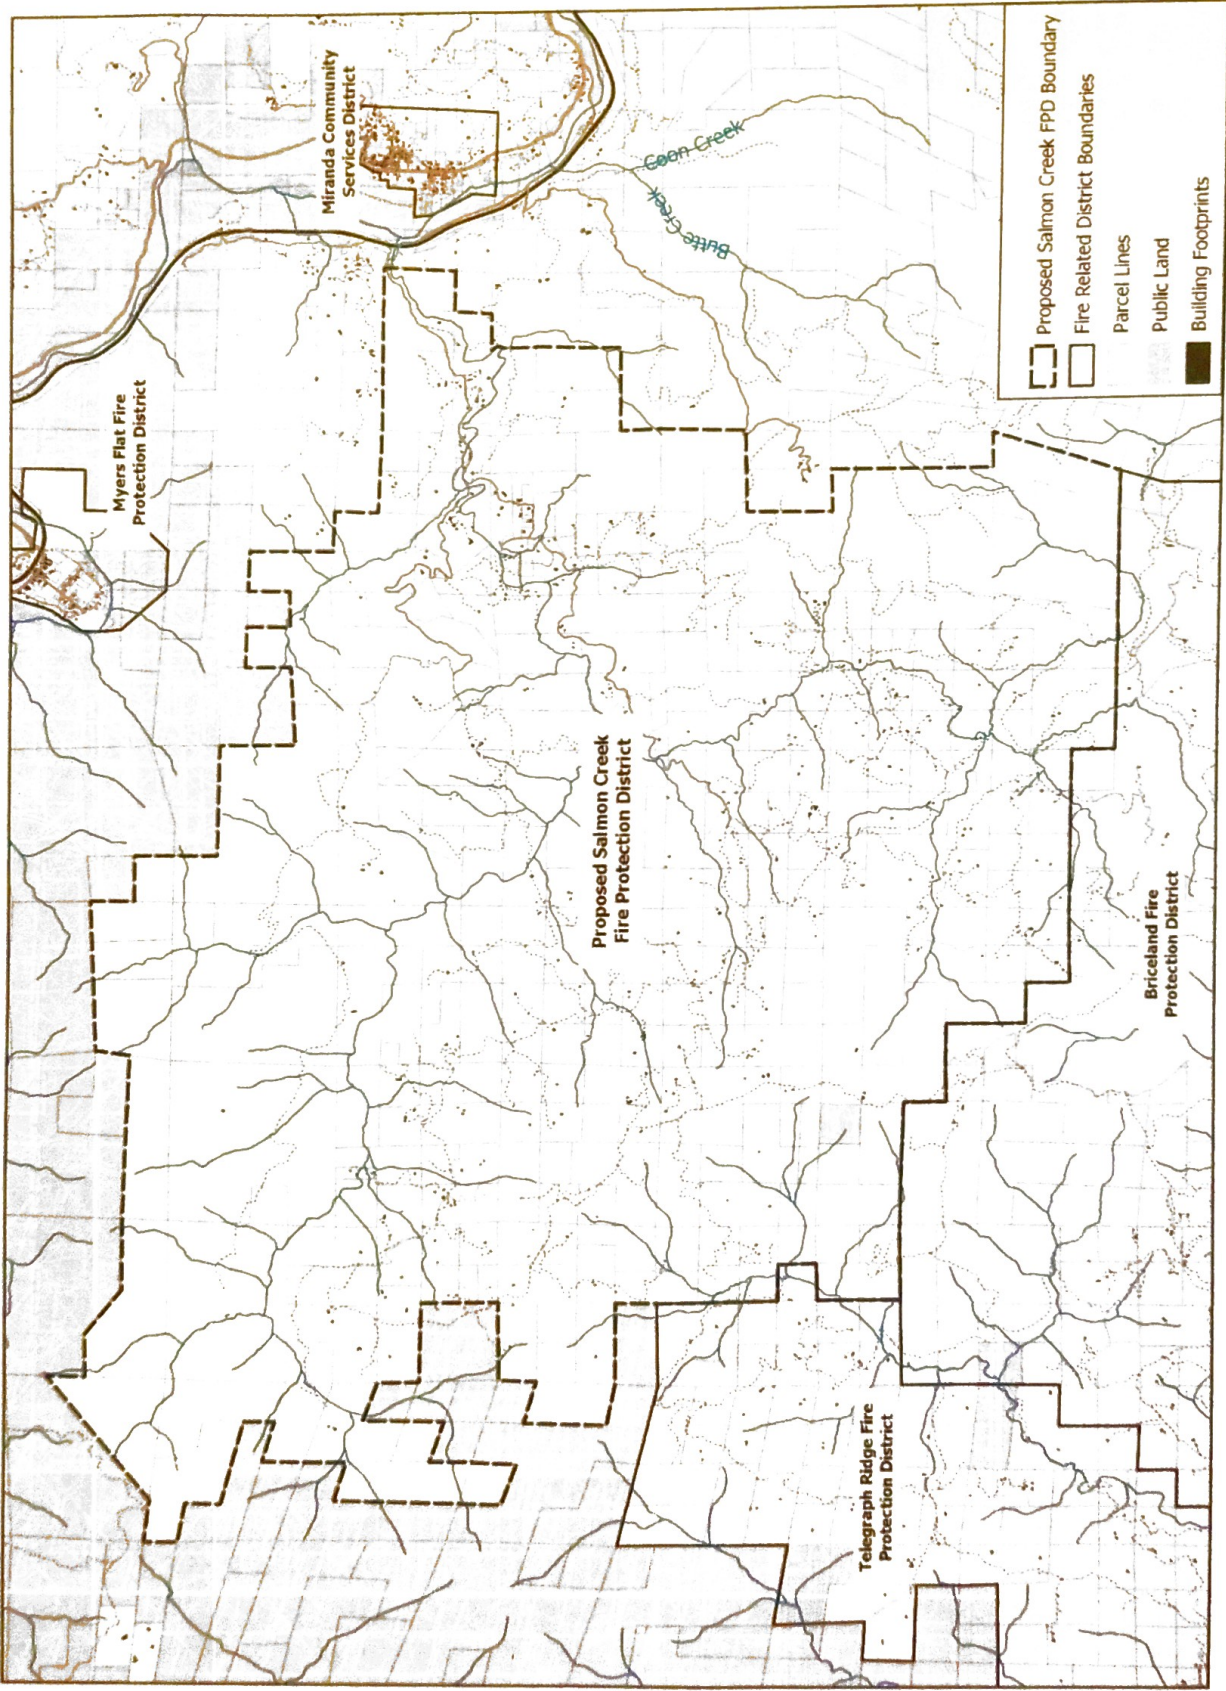 Myers Flat Fire
Protection District
Miranda Community
Services District
Coon Creek
Butte Creek
Proposed Salmon Creek
Fire Protection District
Telegraph Ridge Fire
Protection District
Briceland Fire
Protection District
Proposed Salmon Creek FPD Boundary
Fire Related District Boundaries
Parcel Lines
Public Land
Building Footprints